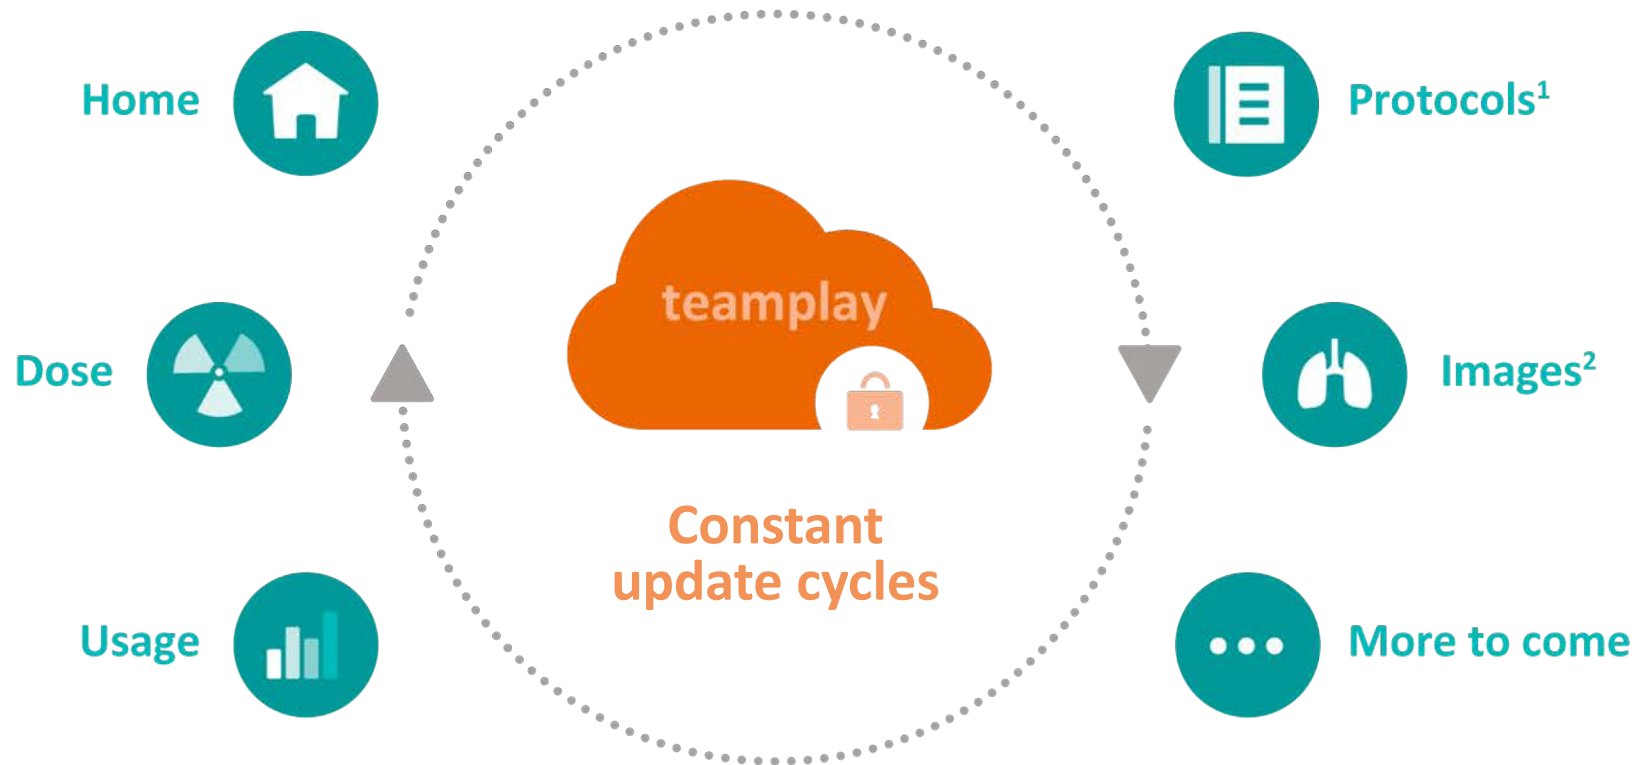 Home
Protocols¹
teamplay
Dose
Images²
Constant
update cycles
Usage
More to come